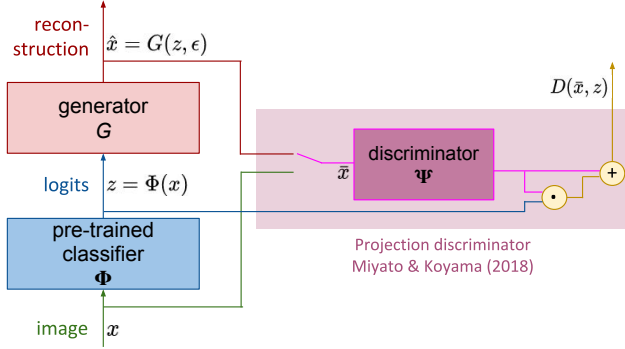 recon-
struction
x̂ = G(z, ϵ)
generator
G
logits
z = Φ(x)
pre-trained
classifier
Φ
image
x
x̄
discriminator
Ψ
D(x̄, z)
·
+
Projection discriminator
Miyato & Koyama (2018)